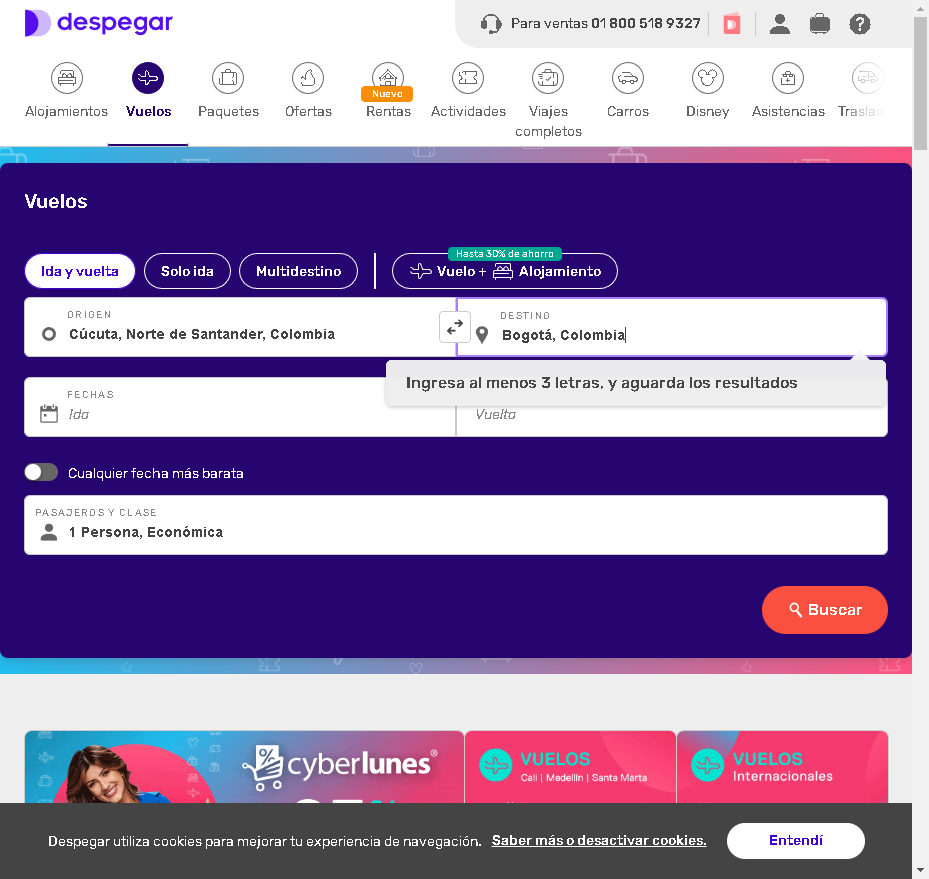 despegar
Para ventas 01 800 518 9327
Alojamientos
Vuelos
Paquetes
Ofertas
Nuevo
Rentas
Actividades
Viajes
completos
Carros
Disney
Asistencias
Traslad
Vuelos
Hasta 30% de ahorro
Ida y vuelta
Solo ida
Multidestino
Vuelo + Alojamiento
ORIGEN
Cúcuta, Norte de Santander, Colombia
DESTINO
Bogotá, Colombia
Ingresa al menos 3 letras, y aguarda los resultados
FECHAS
Ida
Vuelta
Cualquier fecha más barata
PASAJEROS Y CLASE
1 Persona, Económica
Buscar
cyberlunes®
VUELOS
Cali | Medellín | Santa Marta
VUELOS
Internacionales
Despegar utiliza cookies para mejorar tu experiencia de navegación. Saber más o desactivar cookies.
Entendí